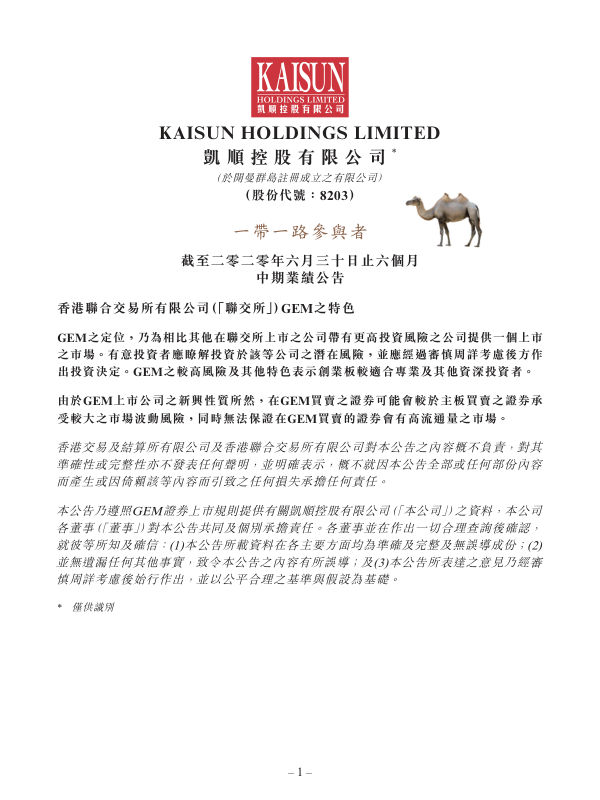 KAISUN
HOLDINGS LIMITED
凱順控股有限公司
KAISUN HOLDINGS LIMITED
凱順控股有限公司*
（於開曼群島註冊成立之有限公司）
（股份代號：8203）
一帶一路參與者
截至二零二零年六月三十日止六個月
中期業績公告
香港聯合交易所有限公司（「聯交所」）GEM之特色
GEM之定位，乃為相比其他在聯交所上市之公司帶有更高投資風險之公司提供一個上市
之市場。有意投資者應瞭解投資於該等公司之潛在風險，並應經過審慎周詳考慮後方作
出投資決定。GEM之較高風險及其他特色表示創業板較適合專業及其他資深投資者。
由於GEM上市公司之新興性質所然，在GEM買賣之證券可能會較於主板買賣之證券承
受較大之市場波動風險，同時無法保證在GEM買賣的證券會有高流通量之市場。
香港交易及結算所有限公司及香港聯合交易所有限公司對本公告之內容概不負責，對其
準確性或完整性亦不發表任何聲明，並明確表示，概不就因本公告全部或任何部份內容
而產生或因倚賴該等內容而引致之任何損失承擔任何責任。
本公告乃遵照GEM證券上市規則提供有關凱順控股有限公司（「本公司」）之資料，本公司
各董事（「董事」）對本公告共同及個別承擔責任。各董事並在作出一切合理查詢後確認，
就彼等所知及確信：(1)本公告所載資料在各主要方面均為準確及完整及無誤導成份；(2)
並無遺漏任何其他事實，致令本公告之內容有所誤導；及(3)本公告所表達之意見乃經審
慎周詳考慮後始行作出，並以公平合理之基準與假設為基礎。
* 僅供識別
– 1 –